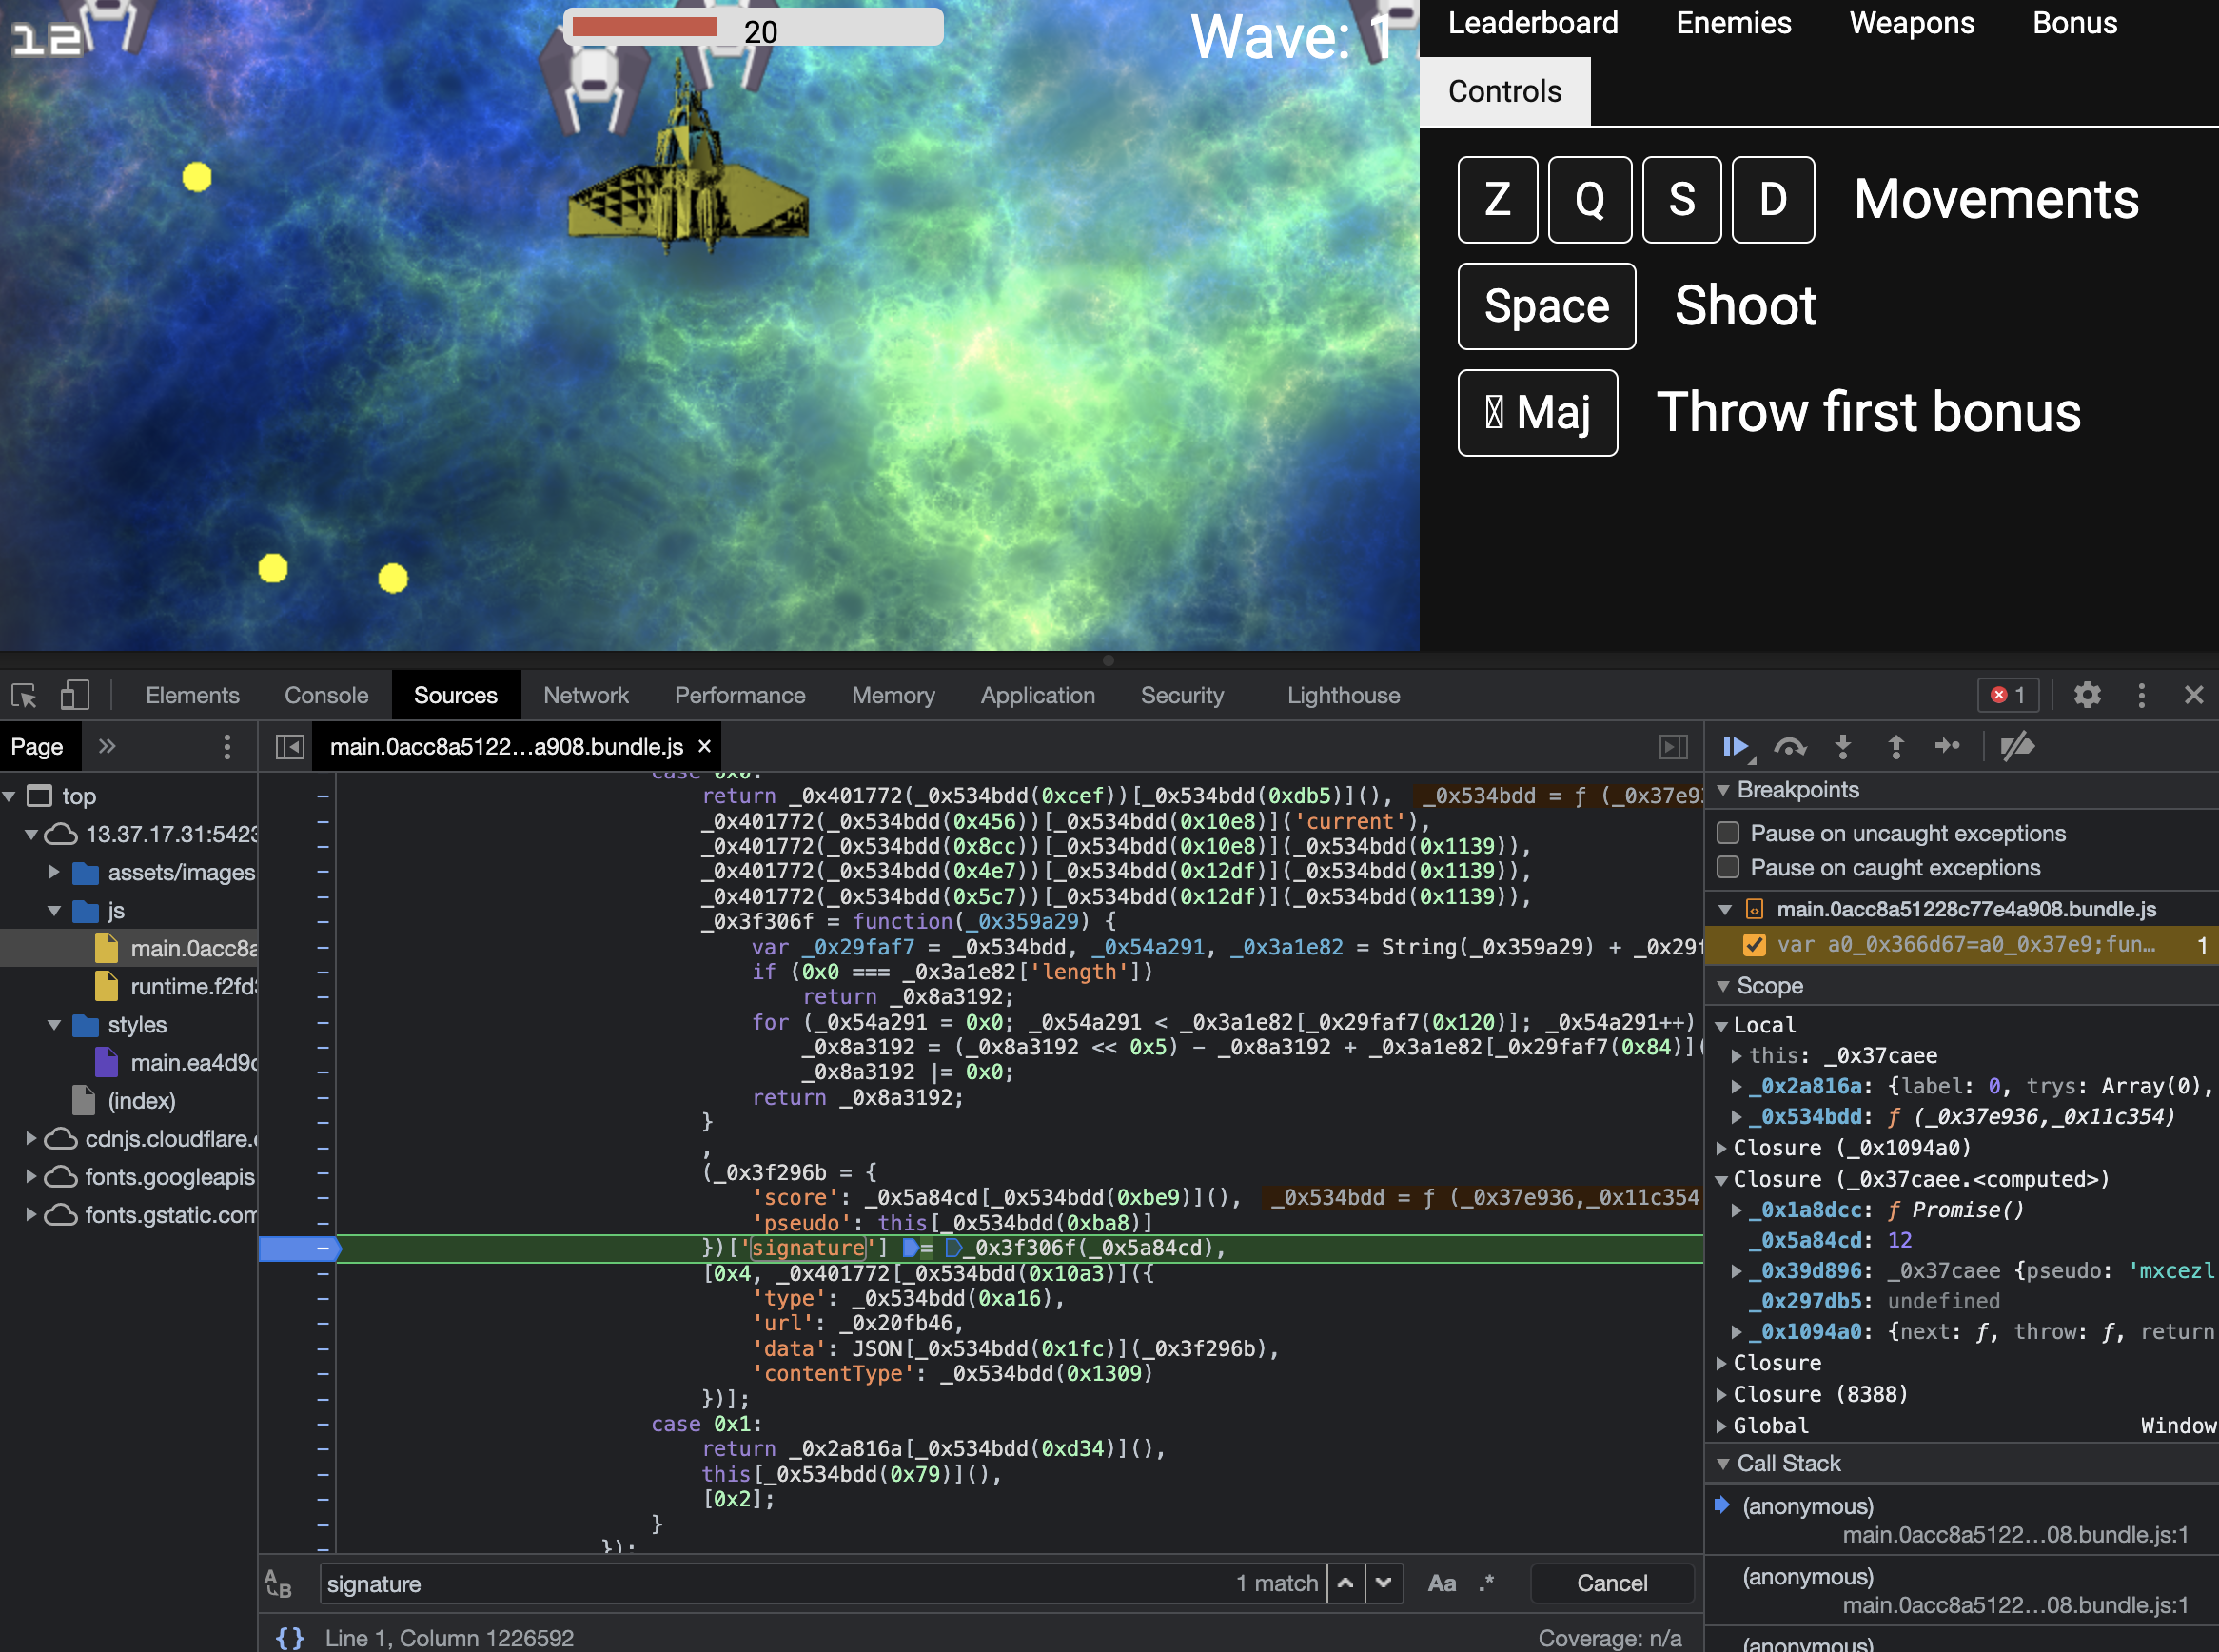 12
20
Wave: 1
Leaderboard Enemies Weapons Bonus
Controls
Z Q S D Movements
Space Shoot
Maj Throw first bonus
Elements Console Sources Network Performance Memory Application Security Lighthouse 1
Page
main.0acc8a5122…a908.bundle.js ×
top
13.37.17.31:5423
assets/images
js
main.0acc8a
runtime.f2fd3
styles
main.ea4d9c
(index)
cdnjs.cloudflare.c
fonts.googleapis
fonts.gstatic.com
case 0x0:
return _0x401772(_0x534bdd(0xcef))[_0x534bdd(0xdb5)](), _0x534bdd = ƒ (_0x37e93
_0x401772(_0x534bdd(0x456))[_0x534bdd(0x10e8)]('current'),
_0x401772(_0x534bdd(0x8cc))[_0x534bdd(0x10e8)](_0x534bdd(0x1139)),
_0x401772(_0x534bdd(0x4e7))[_0x534bdd(0x12df)](_0x534bdd(0x1139)),
_0x401772(_0x534bdd(0x5c7))[_0x534bdd(0x12df)](_0x534bdd(0x1139)),
_0x3f306f = function(_0x359a29) {
var _0x29faf7 = _0x534bdd, _0x54a291, _0x3a1e82 = String(_0x359a29) + _0x29f
if (0x0 === _0x3a1e82['length'])
return _0x8a3192;
for (_0x54a291 = 0x0; _0x54a291 < _0x3a1e82[_0x29faf7(0x120)]; _0x54a291++)
_0x8a3192 = (_0x8a3192 << 0x5) - _0x8a3192 + _0x3a1e82[_0x29faf7(0x84)](
_0x8a3192 |= 0x0;
return _0x8a3192;
}
,
(_0x3f296b = {
'score': _0x5a84cd[_0x534bdd(0xbe9)](), _0x534bdd = ƒ (_0x37e936,_0x11c354
'pseudo': this[_0x534bdd(0xba8)]
})['signature'] = _0x3f306f(_0x5a84cd),
[0x4, _0x401772[_0x534bdd(0x10a3)]({
'type': _0x534bdd(0xa16),
'url': _0x20fb46,
'data': JSON[_0x534bdd(0x1fc)](_0x3f296b),
'contentType': _0x534bdd(0x1309)
})];
case 0x1:
return _0x2a816a[_0x534bdd(0xd34)](),
this[_0x534bdd(0x79)](),
[0x2];
}
});
signature 1 match Aa .* Cancel
{} Line 1, Column 1226592 Coverage: n/a
Breakpoints
Pause on uncaught exceptions
Pause on caught exceptions
main.0acc8a51228c77e4a908.bundle.js
var a0_0x366d67=a0_0x37e9;fun… 1
Scope
Local
this: _0x37caee
_0x2a816a: {label: 0, trys: Array(0),
_0x534bdd: ƒ (_0x37e936,_0x11c354)
Closure (_0x1094a0)
Closure (_0x37caee.<computed>)
_0x1a8dcc: ƒ Promise()
_0x5a84cd: 12
_0x39d896: _0x37caee {pseudo: 'mxcezl
_0x297db5: undefined
_0x1094a0: {next: ƒ, throw: ƒ, return
Closure
Closure (8388)
Global Window
Call Stack
(anonymous)
main.0acc8a5122…08.bundle.js:1
(anonymous)
main.0acc8a5122…08.bundle.js:1
(anonymous)